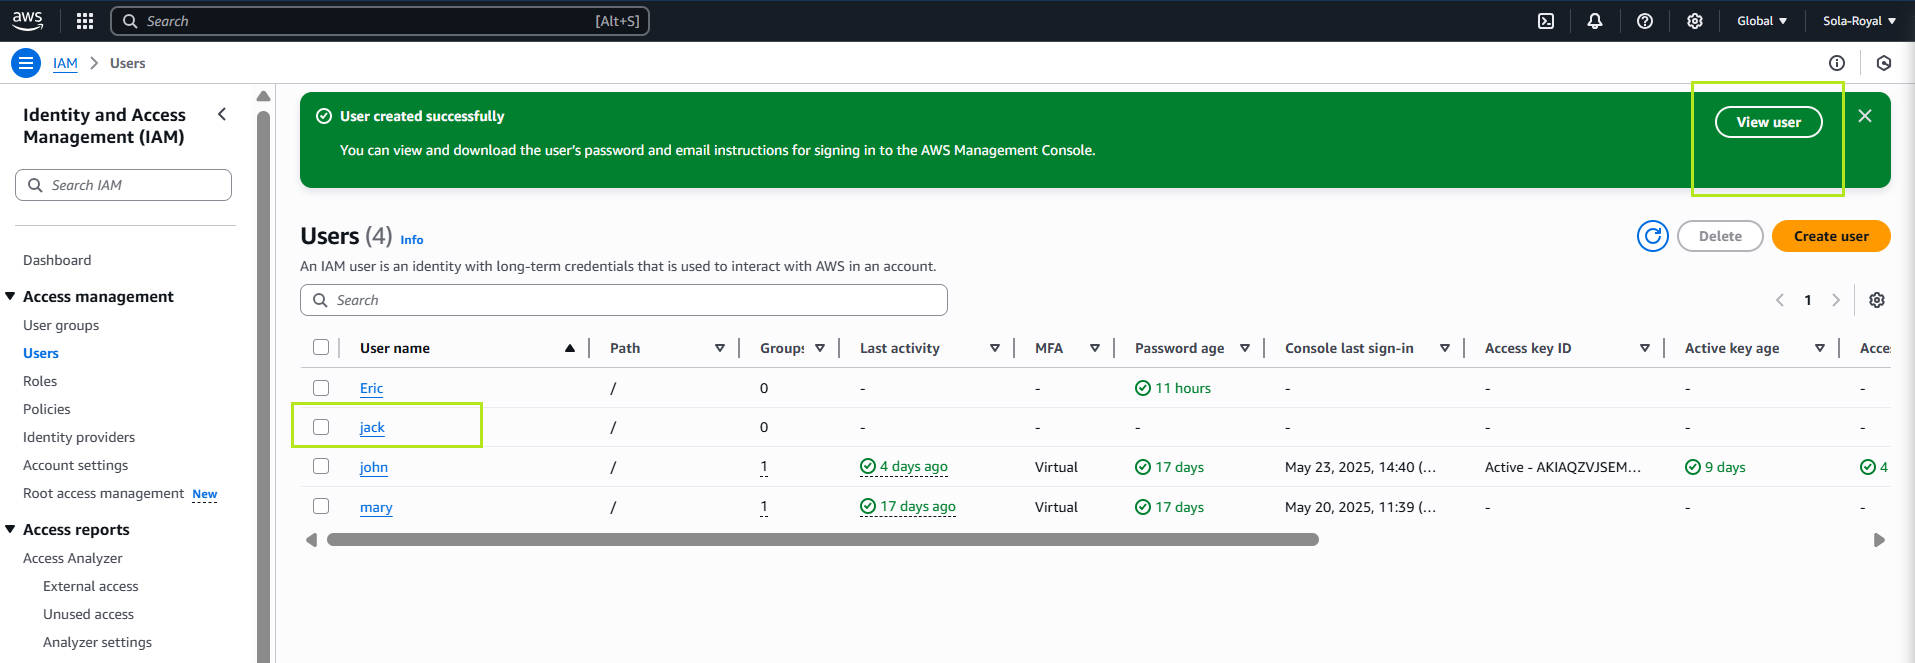 aws Search [Alt+S] Global Sola-Royal
IAM Users
Identity and Access
Management (IAM)
Search IAM
Dashboard
Access management
User groups
Users
Roles
Policies
Identity providers
Account settings
Root access management New
Access reports
Access Analyzer
External access
Unused access
Analyzer settings
User created successfully
View user
You can view and download the user's password and email instructions for signing in to the AWS Management Console.
Users (4) Info
Delete Create user
An IAM user is an identity with long-term credentials that is used to interact with AWS in an account.
Search
1
User name Path Groups Last activity MFA Password age Console last sign-in Access key ID Active key age Acce
Eric / 0 - - 11 hours - - - -
jack / 0 - - - - - - -
john / 1 4 days ago Virtual 17 days May 23, 2025, 14:40 (... Active - AKIAQZVJSEM... 9 days 4
mary / 1 17 days ago Virtual 17 days May 20, 2025, 11:39 (... - - -